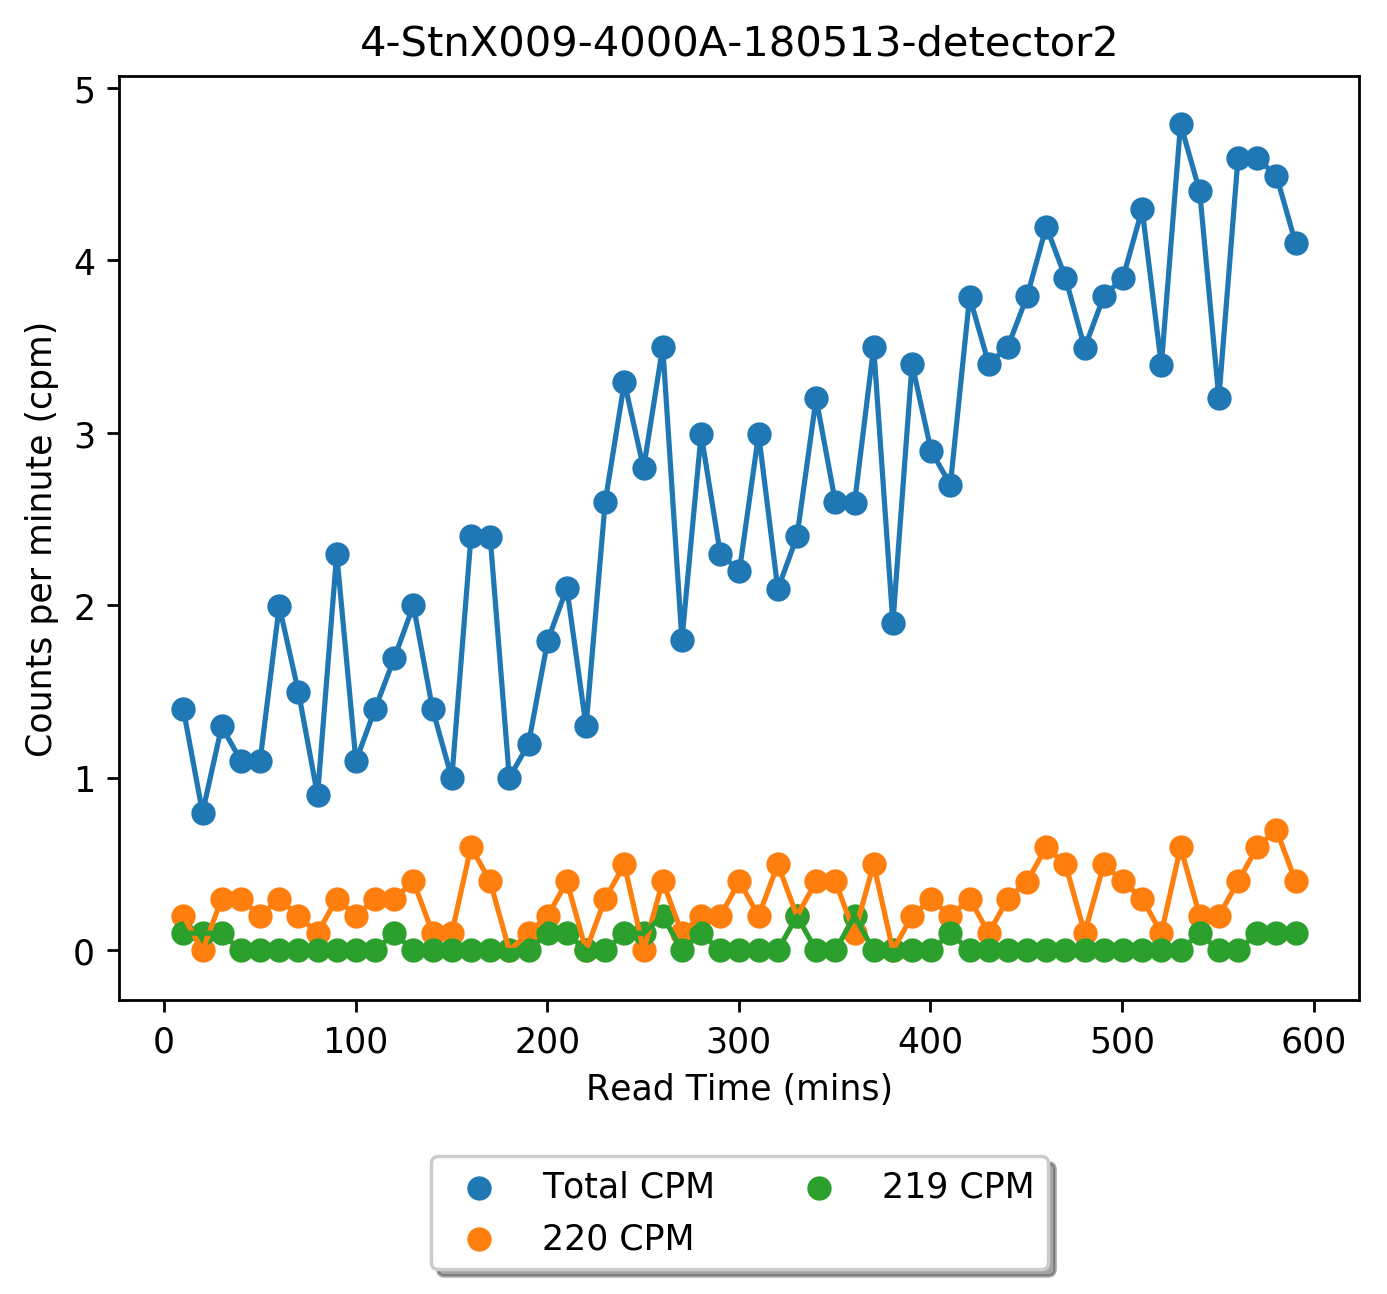 4-StnX009-4000A-180513-detector2
5
4
3
2
1
0
Counts per minute (cpm)
0 100 200 300 400 500 600
Read Time (mins)
Total CPM 219 CPM
220 CPM